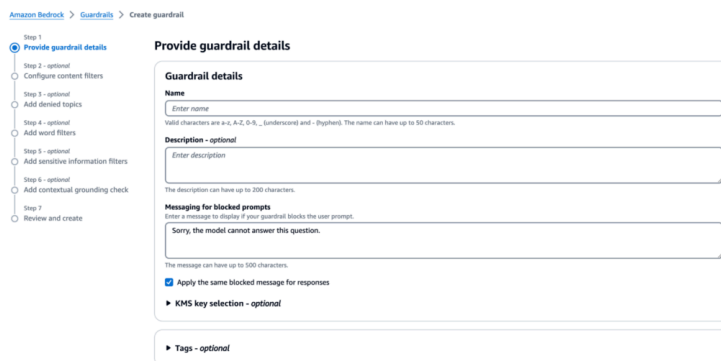 Amazon Bedrock > Guardrails > Create guardrail
Step 1
Provide guardrail details
Step 2 - optional
Configure content filters
Step 3 - optional
Add denied topics
Step 4 - optional
Add word filters
Step 5 - optional
Add sensitive information filters
Step 6 - optional
Add contextual grounding check
Step 7
Review and create
Provide guardrail details
Guardrail details
Name
Enter name
Valid characters are a-z, A-Z, 0-9, _ (underscore) and - (hyphen). The name can have up to 50 characters.
Description - optional
Enter description
The description can have up to 200 characters.
Messaging for blocked prompts
Enter a message to display if your guardrail blocks the user prompt.
Sorry, the model cannot answer this question.
The message can have up to 500 characters.
Apply the same blocked message for responses
KMS key selection - optional
Tags - optional